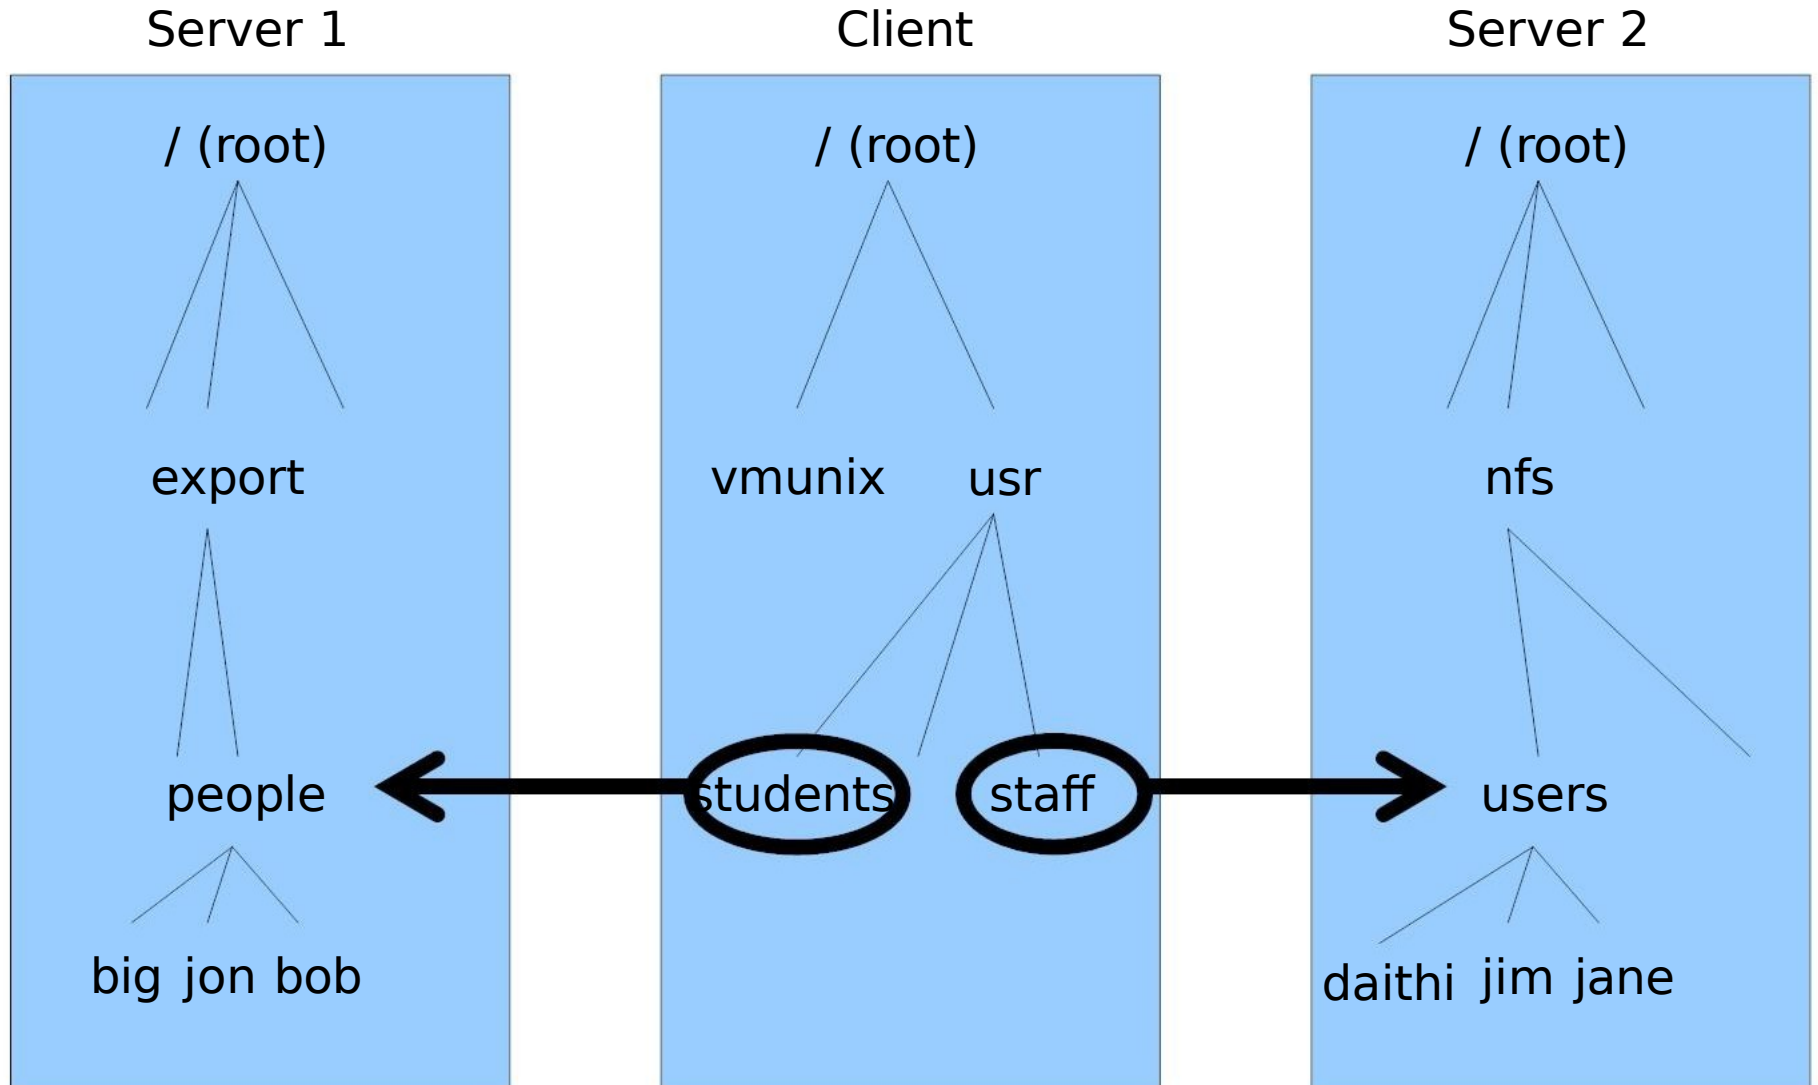 Server 1 Client Server 2
/ (root) / (root) / (root)
export vmunix usr nfs
people students staff users
big jon bob daithi jim jane